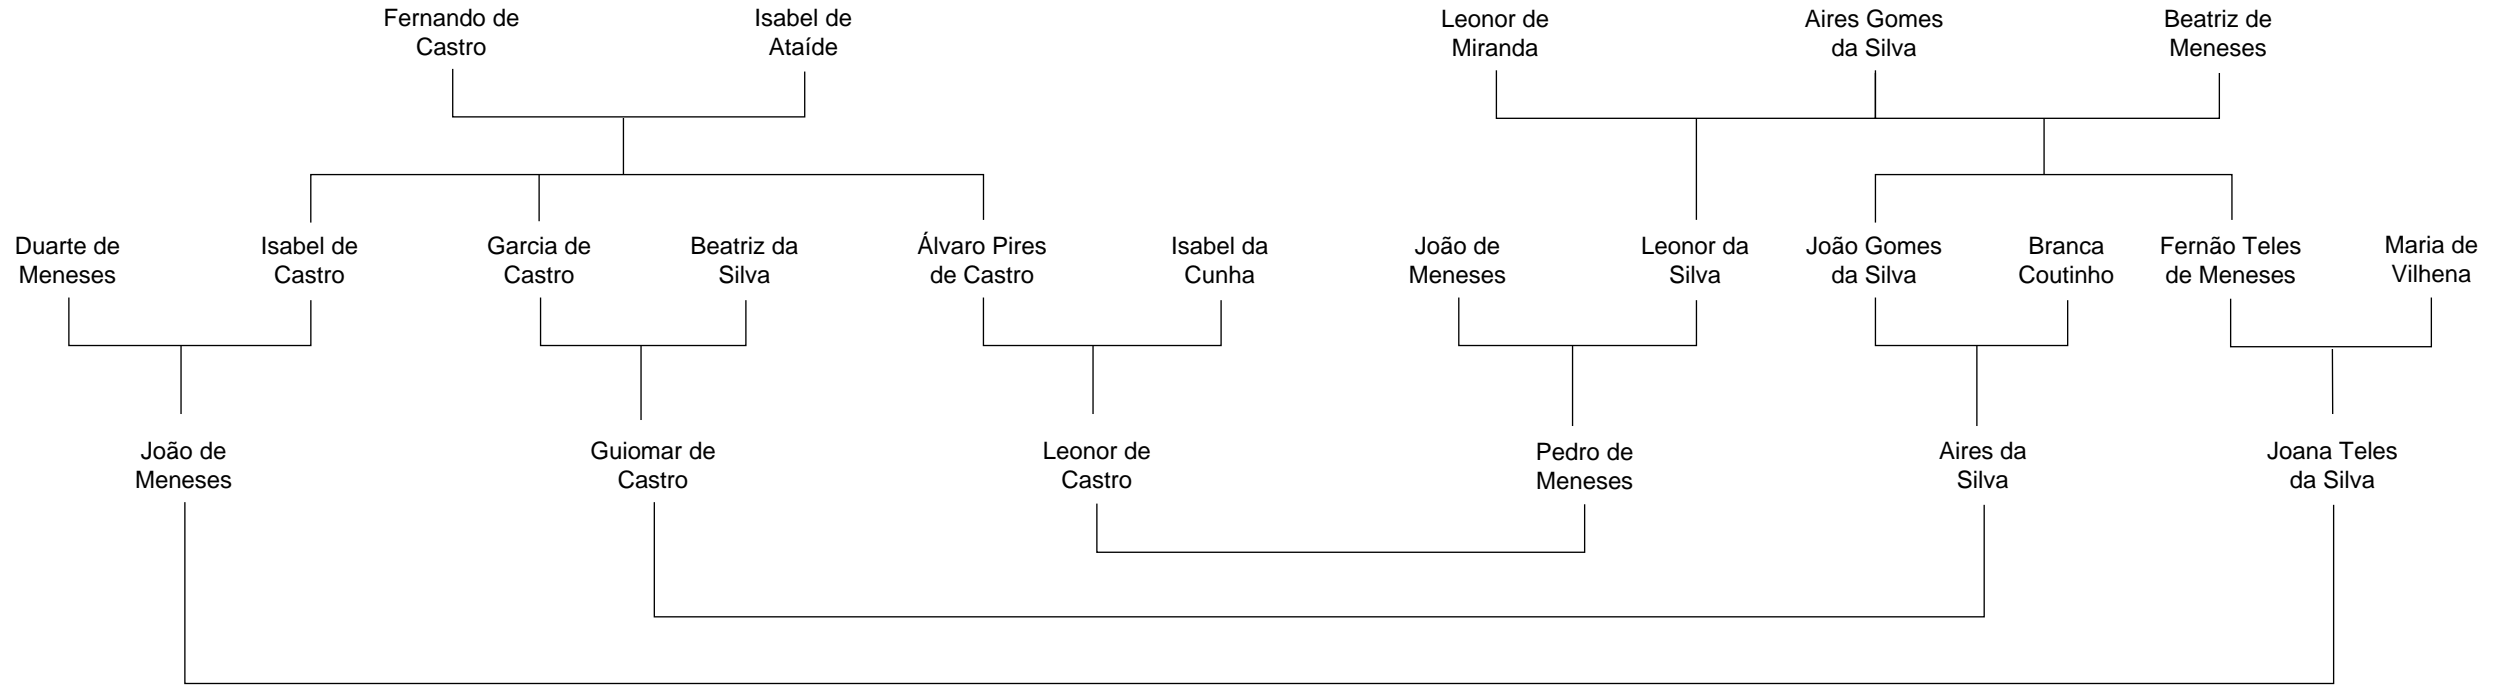 Fernando de
Castro
Isabel de
Ataíde
Leonor de
Miranda
Aires Gomes
da Silva
Beatriz de
Meneses
Duarte de
Meneses
Isabel de
Castro
Garcia de
Castro
Beatriz da
Silva
Álvaro Pires
de Castro
Isabel da
Cunha
João de
Meneses
Leonor da
Silva
João Gomes
da Silva
Branca
Coutinho
Fernão Teles
de Meneses
Maria de
Vilhena
João de
Meneses
Guiomar de
Castro
Leonor de
Castro
Pedro de
Meneses
Aires da
Silva
Joana Teles
da Silva